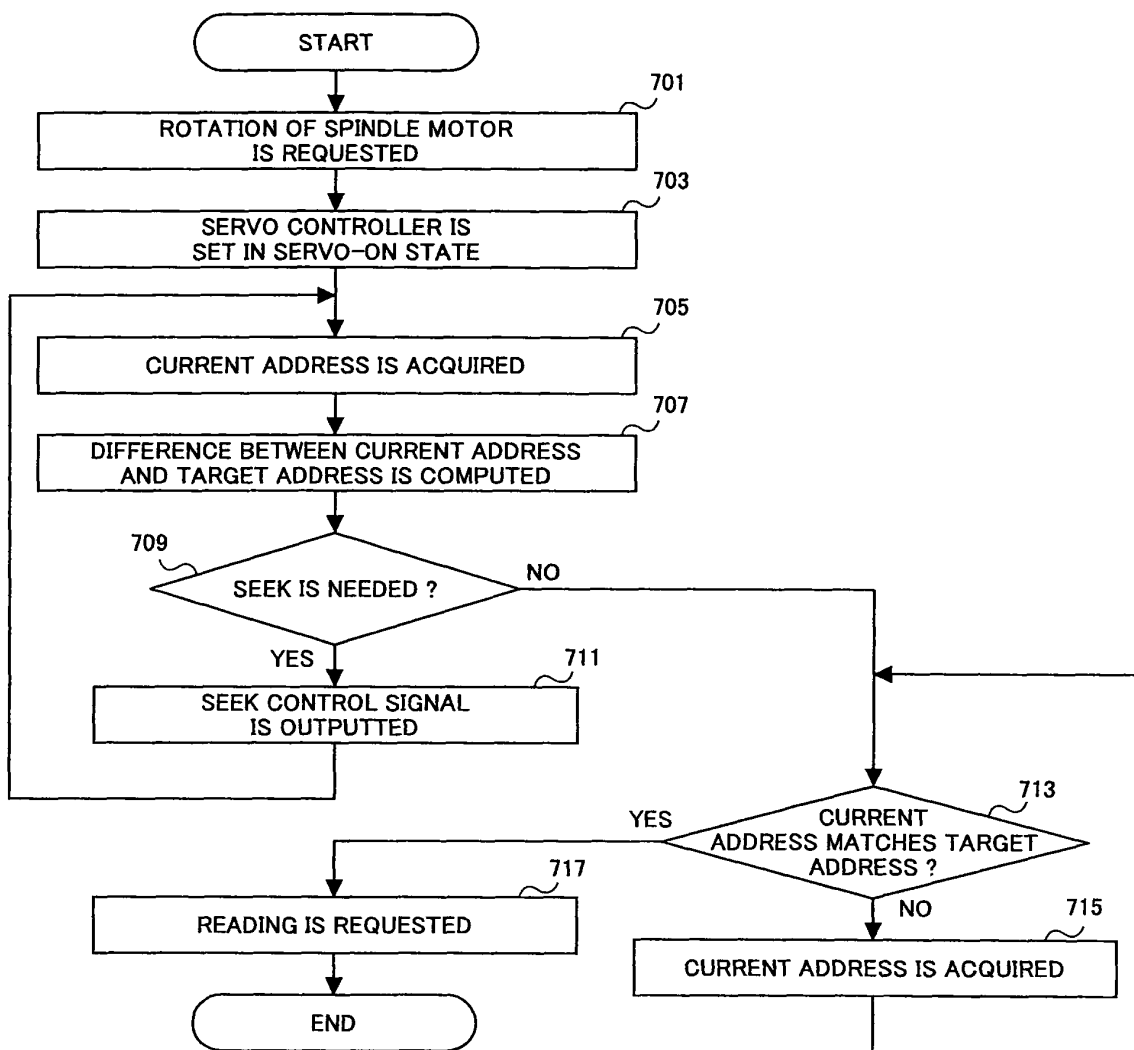 START
701
ROTATION OF SPINDLE MOTOR
IS REQUESTED
703
SERVO CONTROLLER IS
SET IN SERVO-ON STATE
705
CURRENT ADDRESS IS ACQUIRED
707
DIFFERENCE BETWEEN CURRENT ADDRESS
AND TARGET ADDRESS IS COMPUTED
709
SEEK IS NEEDED ?
NO
YES
711
SEEK CONTROL SIGNAL
IS OUTPUTTED
713
CURRENT
ADDRESS MATCHES TARGET
ADDRESS ?
YES
NO
717
READING IS REQUESTED
715
CURRENT ADDRESS IS ACQUIRED
END